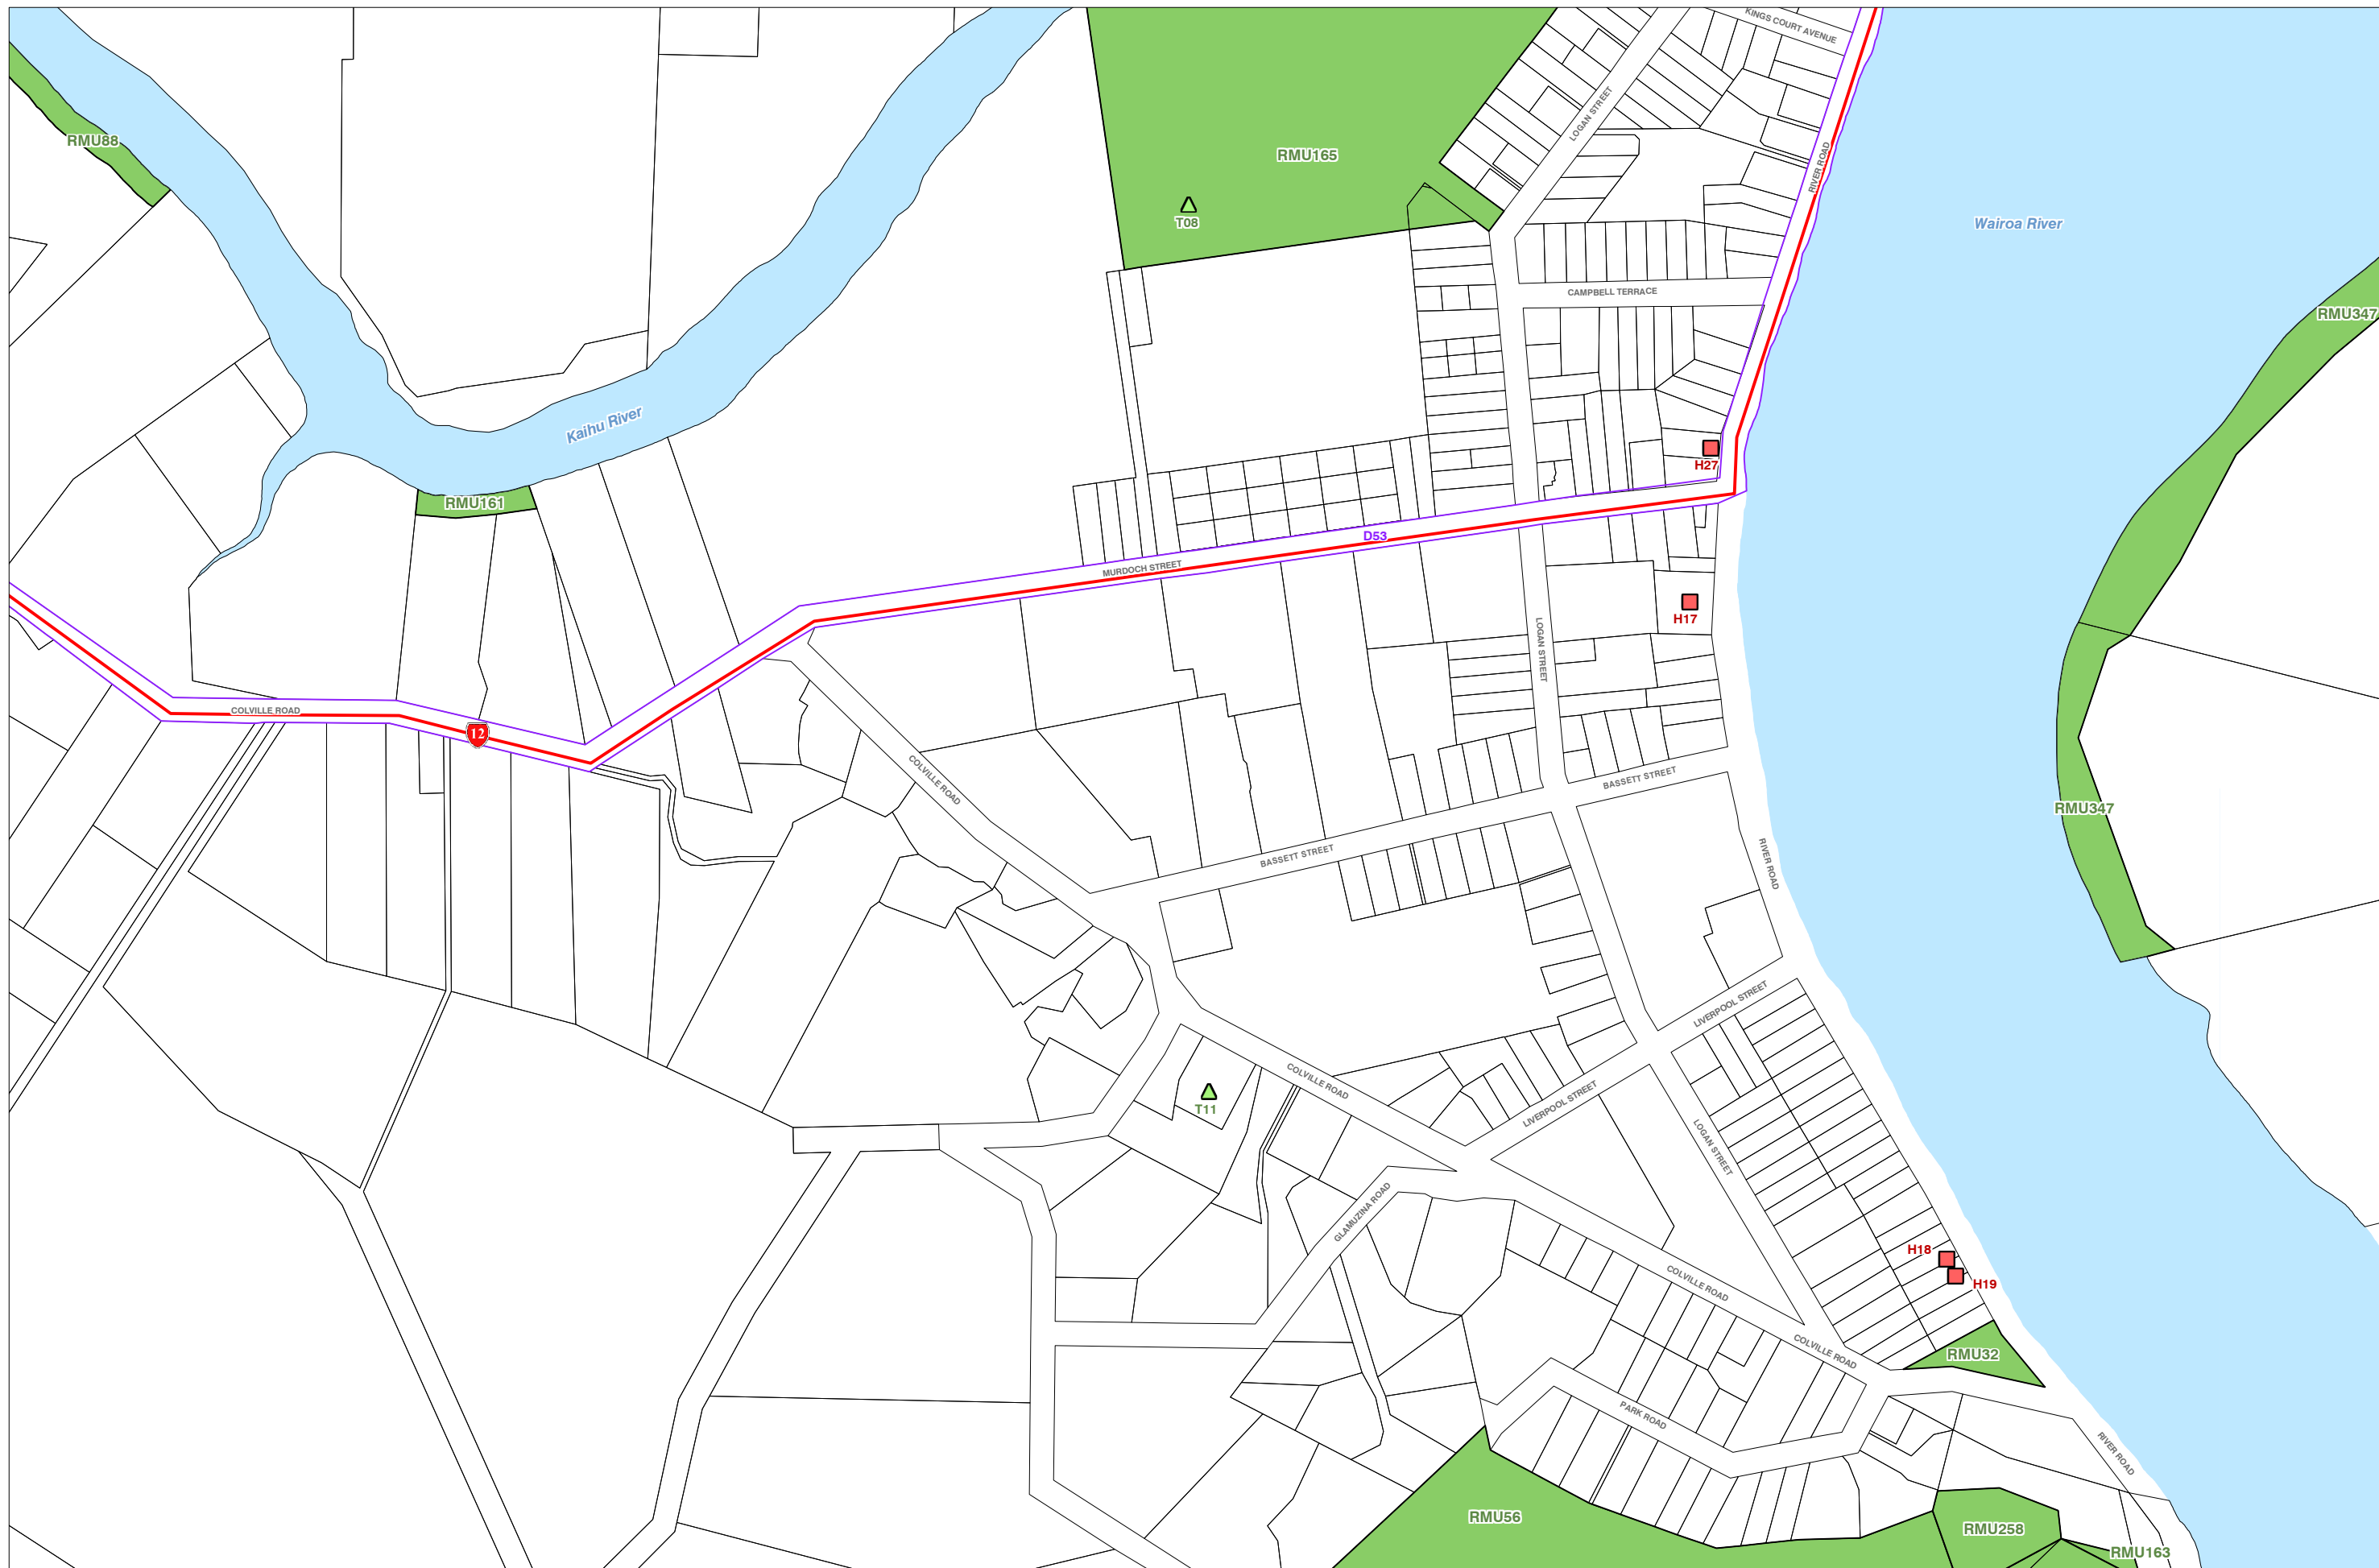 KINGS COURT AVENUE
RMU88
LOGAN STREET
RMU165
RIVER ROAD
T08
Wairoa River
CAMPBELL TERRACE
RMU347
Kaihu River
H27
RMU161
D53
MURDOCH STREET
H17
LOGAN STREET
COLVILLE ROAD
12
COLVILLE ROAD
BASSETT STREET
RMU347
BASSETT STREET
RIVER ROAD
LIVERPOOL STREET
COLVILLE ROAD
LIVERPOOL STREET
T11
LOGAN STREET
GLAMUZINA ROAD
H18
COLVILLE ROAD
H19
COLVILLE ROAD
RMU32
PARK ROAD
RIVER ROAD
RMU56
RMU258
RMU163